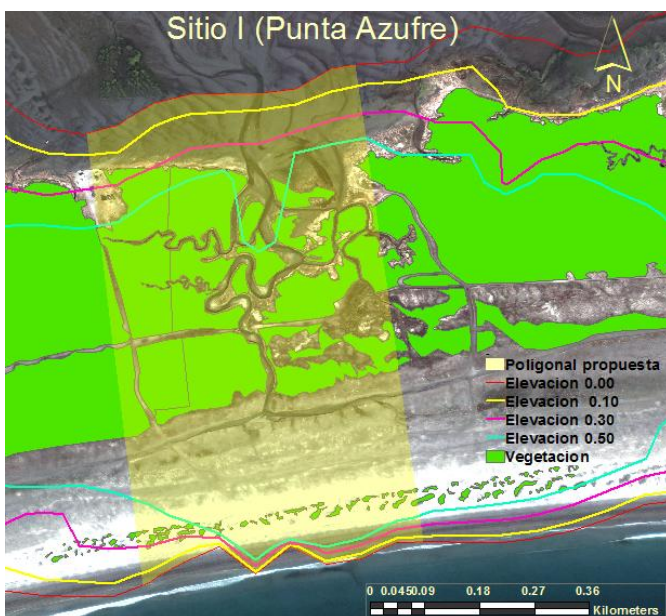 Sitio I (Punta Azufre)
N
Poligonal propuesta
Elevacion 0.00
Elevacion 0.10
Elevacion 0.30
Elevacion 0.50
Vegetacion
0 0.045 0.09 0.18 0.27 0.36
Kilometers